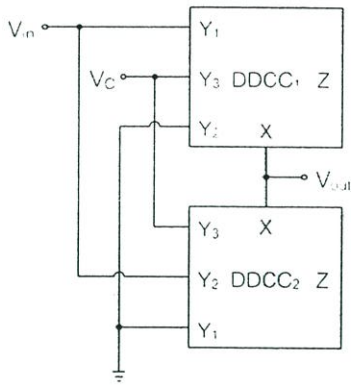 Vin
Y1
VC
Y3 DDCC1 Z
Y2
X
Vout
Y3
X
Y2 DDCC2 Z
Y1